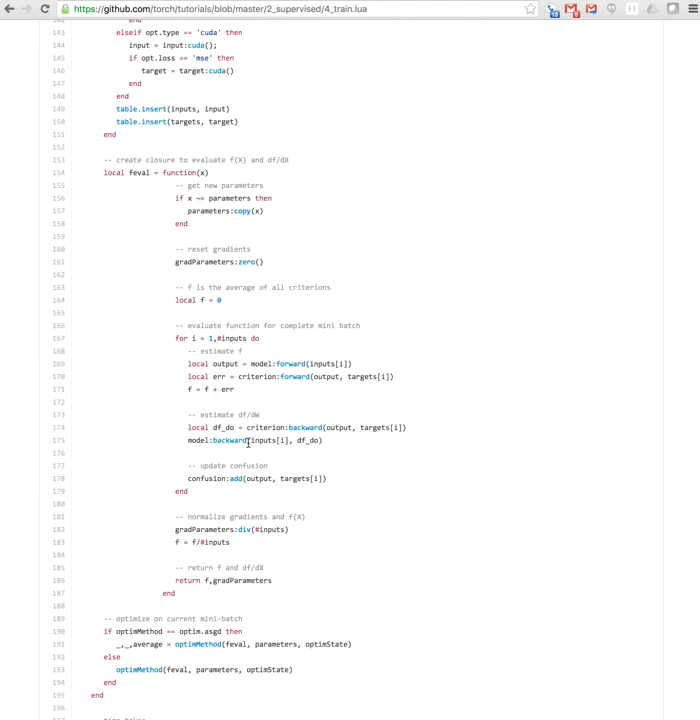 https://github.com/torch/tutorials/blob/master/2_supervised/4_train.lua
142 end
143 elseif opt.type == 'cuda' then
144 input = input:cuda();
145 if opt.loss == 'mse' then
146 target = target:cuda()
147 end
148 end
149 table.insert(inputs, input)
150 table.insert(targets, target)
151 end
152
153 -- create closure to evaluate f(X) and df/dX
154 local feval = function(x)
155 -- get new parameters
156 if x ~= parameters then
157 parameters:copy(x)
158 end
159
160 -- reset gradients
161 gradParameters:zero()
162
163 -- f is the average of all criterions
164 local f = 0
165
166 -- evaluate function for complete mini batch
167 for i = 1,#inputs do
168 -- estimate f
169 local output = model:forward(inputs[i])
170 local err = criterion:forward(output, targets[i])
171 f = f + err
172
173 -- estimate df/dW
174 local df_do = criterion:backward(output, targets[i])
175 model:backward(inputs[i], df_do)
176
177 -- update confusion
178 confusion:add(output, targets[i])
179 end
180
181 -- normalize gradients and f(X)
182 gradParameters:div(#inputs)
183 f = f/#inputs
184
185 -- return f and df/dX
186 return f,gradParameters
187 end
188
189 -- optimize on current mini-batch
190 if optimMethod == optim.asgd then
191 _,_,average = optimMethod(feval, parameters, optimState)
192 else
193 optimMethod(feval, parameters, optimState)
194 end
195 end
196
197 -- time taken